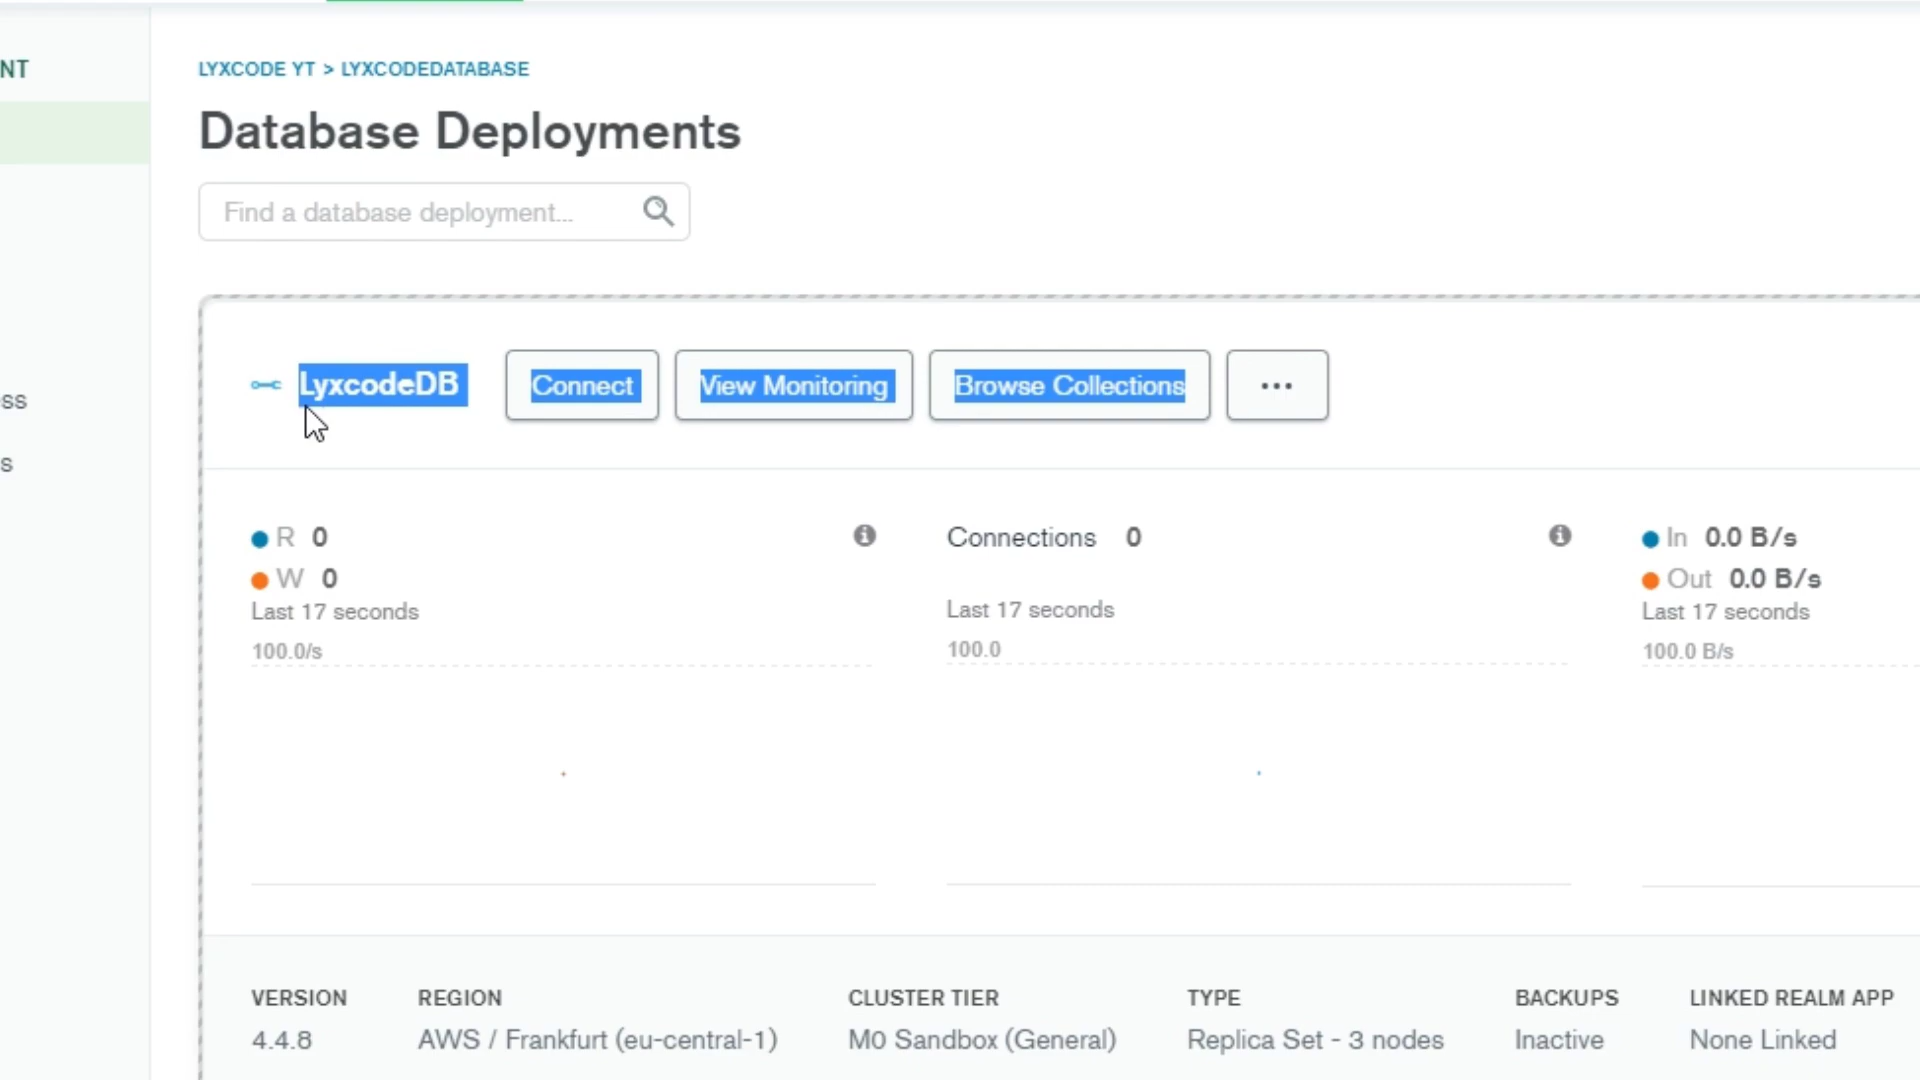 NT
ss
s
LYXCODE YT > LYXCODEDATABASE
Database Deployments
Find a database deployment...
LyxcodeDB Connect View Monitoring Browse Collections ...
R 0 Connections 0 In 0.0 B/s
W 0 Out 0.0 B/s
Last 17 seconds Last 17 seconds Last 17 seconds
100.0/s 100.0 100.0 B/s
VERSION REGION CLUSTER TIER TYPE BACKUPS LINKED REALM APP
4.4.8 AWS / Frankfurt (eu-central-1) M0 Sandbox (General) Replica Set - 3 nodes Inactive None Linked